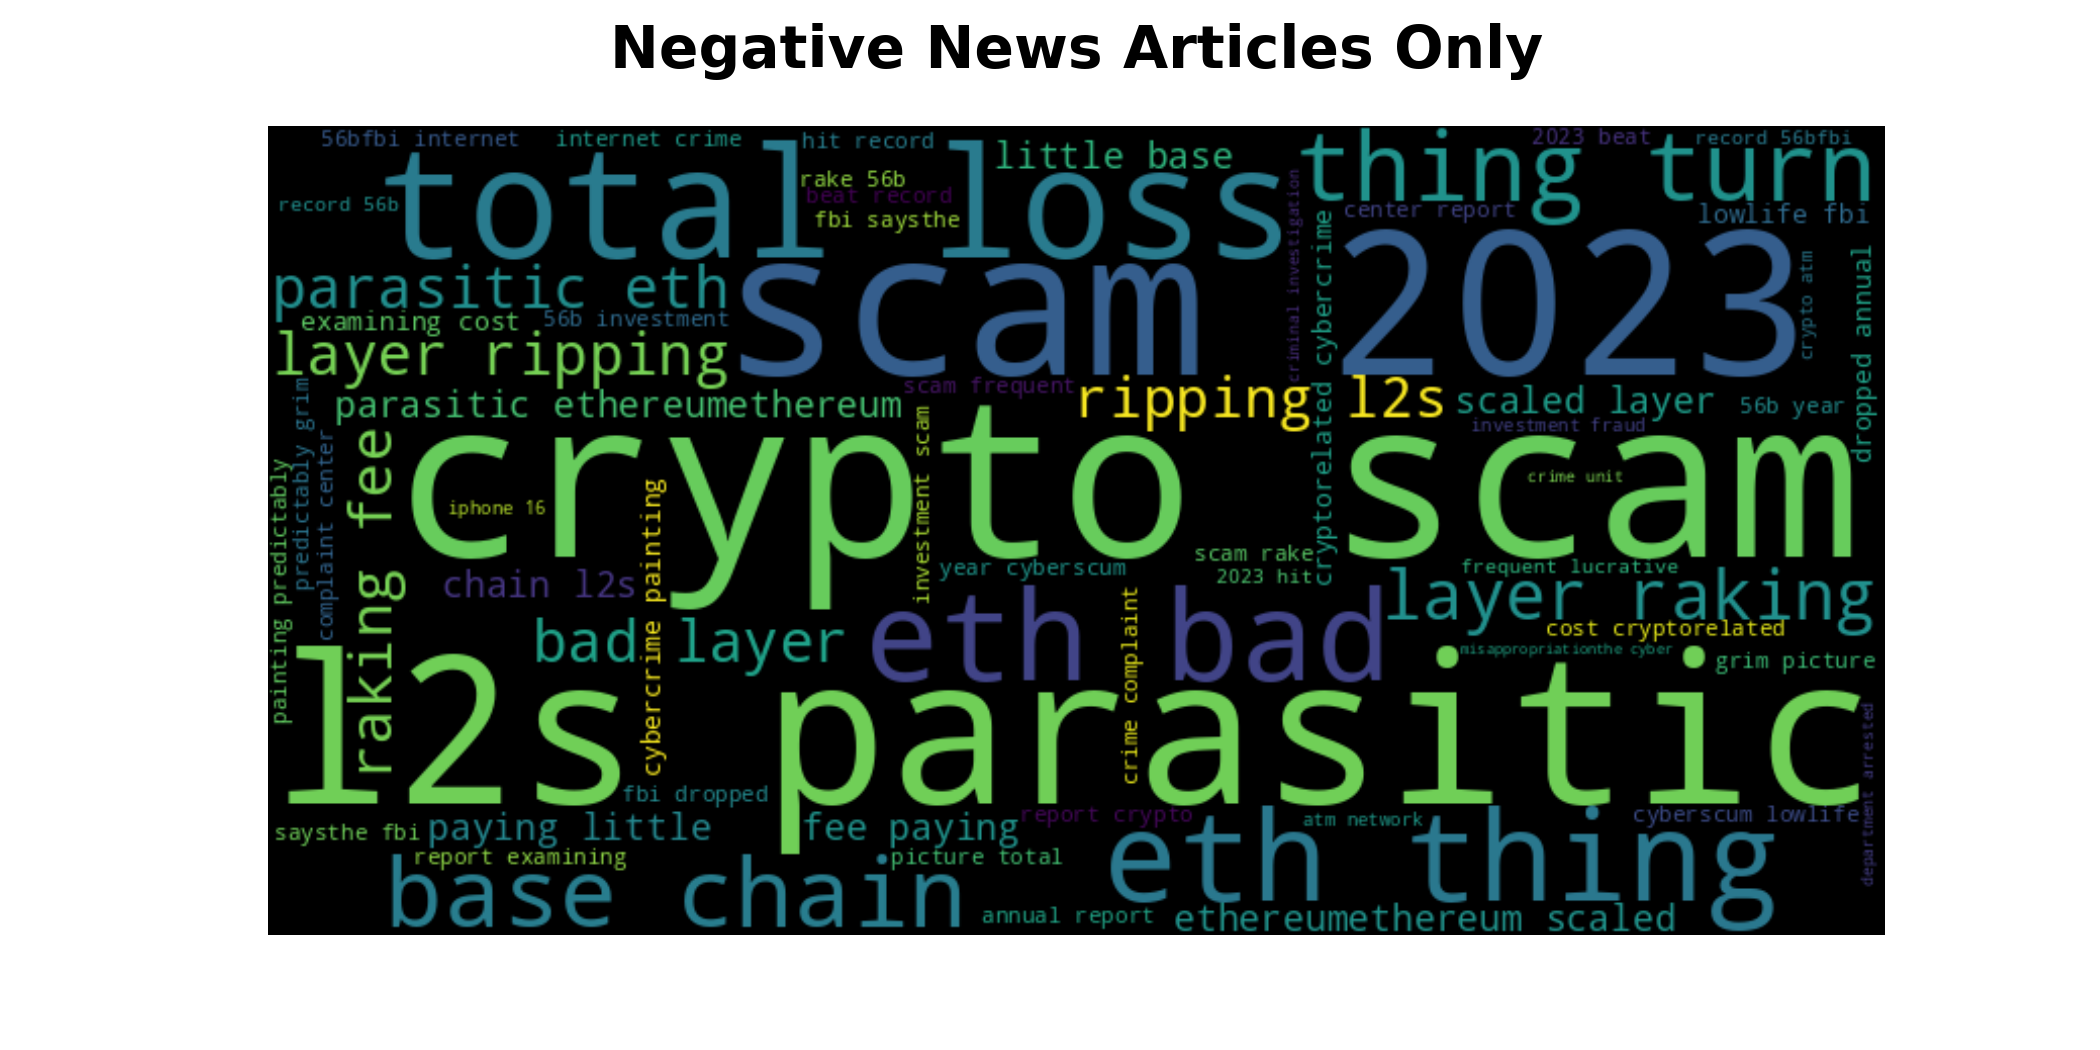 Negative News Articles Only
56bfbi internet
internet crime
hit record
little base
thing turn
2023 beat
record 56bfbi
total loss
rake 56b
beat record
fbi saysthe
record 56b
center report
lowlife fbi
criminal investigation
cryptorelated cybercrime
2023
crypto atm
dropped annual
parasitic eth
scam
examining cost
56b investment
layer ripping
scam frequent
ripping l2s
scaled layer
56b year
investment fraud
parasitic ethereumethereum
predictably grim
complaint center
painting predictably
raking fee
crypto scam
iphone 16
investment scam
crime unit
cybercrime painting
scam rake
2023 hit
year cyberscum
frequent lucrative
chain l2s
layer raking
eth bad
bad layer
crime complaint
cost cryptorelated
misappropriationthe cyber
grim picture
l2s parasitic
department arrested
fbi dropped
saysthe fbi
paying little
fee paying
report crypto
atm network
cyberscum lowlife
report examining
picture total
eth thing
base chain
annual report
ethereumethereum scaled